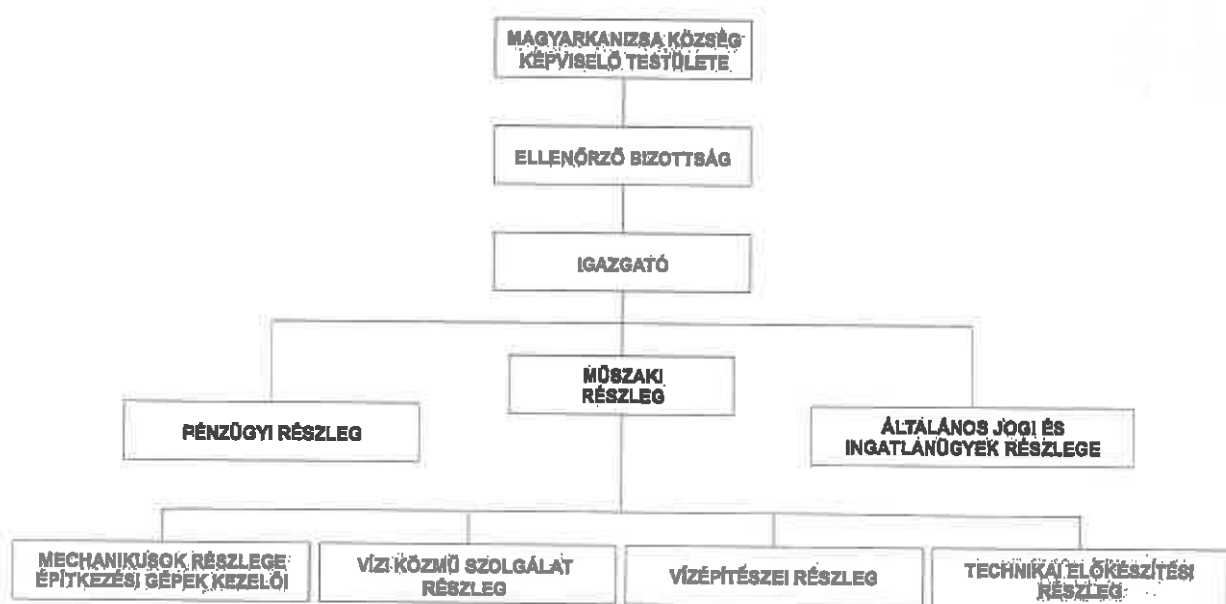 MAGYARKANIZSA KÖZSÉG
KÉPVISELŐ TESTÜLETE
ELLENŐRZŐ BIZOTTSÁG
IGAZGATÓ
MŰSZAKI
RÉSZLEG
PÉNZÜGYI RÉSZLEG
ÁLTALÁNOS JOGI ÉS
INGATLANÜGYEK RÉSZLEGE
MECHANIKUSOK RÉSZLEGE
ÉPÍTKEZÉSI GÉPEK KEZELŐI
VÍZI KÖZMŰ SZOLGÁLAT
RÉSZLEG
VÍZÉPÍTÉSZEI RÉSZLEG
TECHNIKAI ELŐKÉSZÍTÉSI
RÉSZLEG